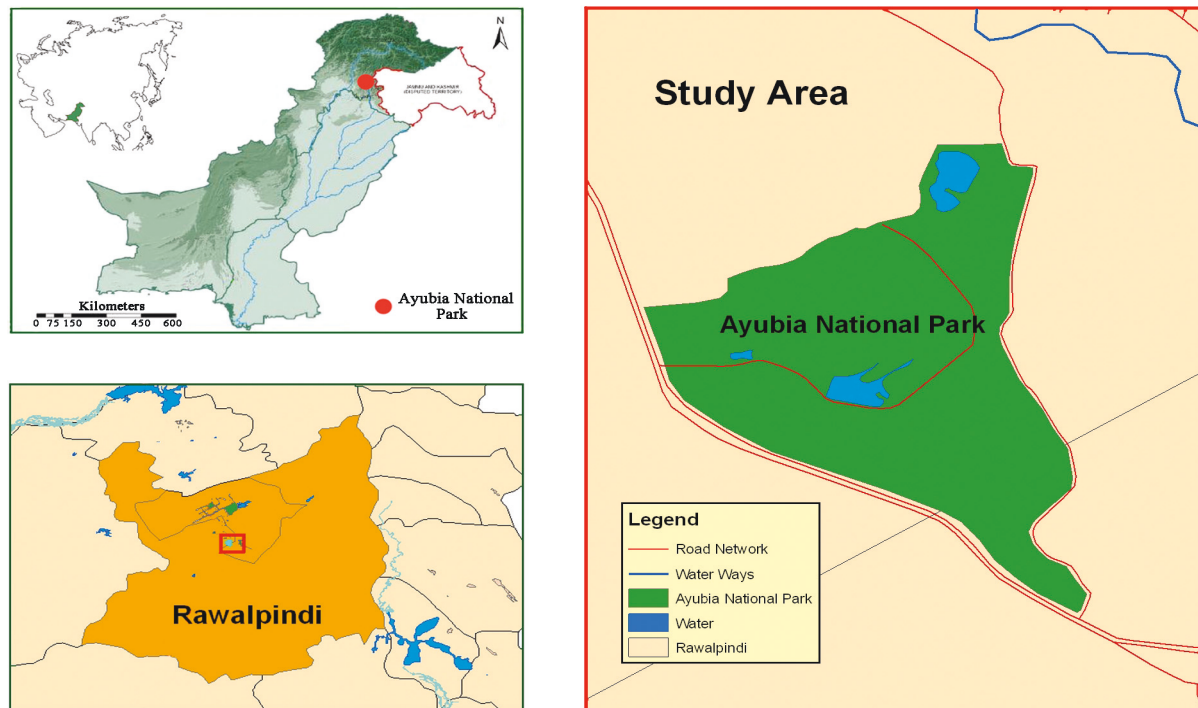 N
JAMMU AND KASHMIR
(DISPUTED TERRITORY)
Kilometers
0 75 150 300 450 600
Ayubia National
Park
Rawalpindi
Study Area
Ayubia National Park
Legend
Road Network
Water Ways
Ayubia National Park
Water
Rawalpindi